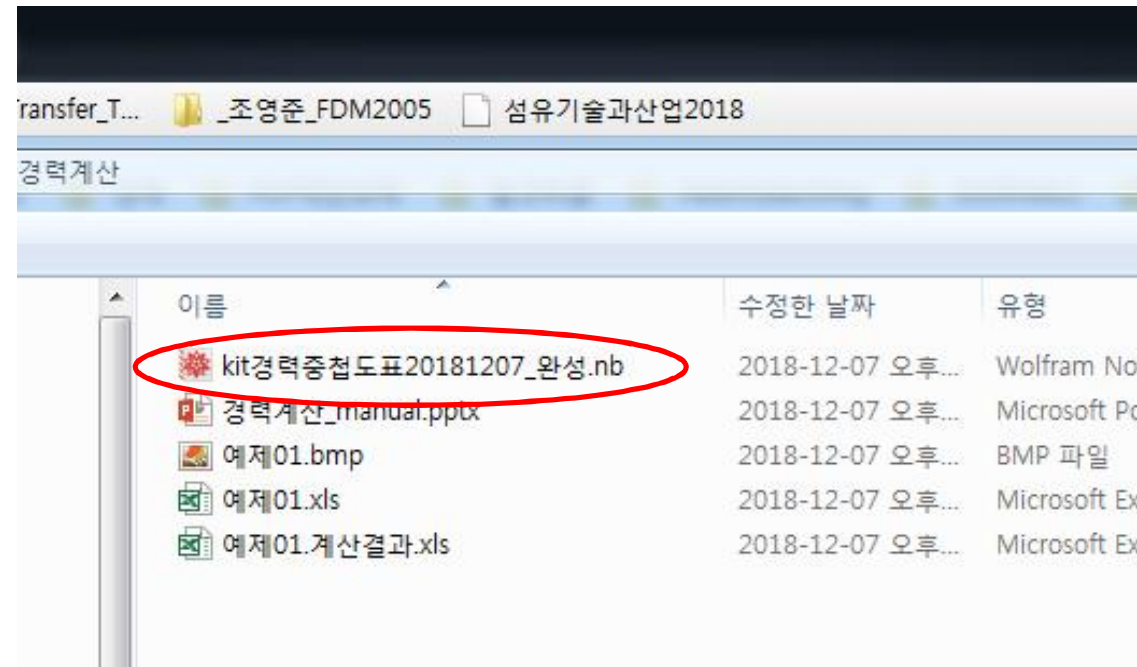 Transfer_T... _조영준_FDM2005 섬유기술과산업2018
경력계산
이름 수정한 날짜 유형
kit경력중첩도표20181207_완성.nb 2018-12-07 오후... Wolfram No
경력계산_manual.pptx 2018-12-07 오후... Microsoft Po
예제01.bmp 2018-12-07 오후... BMP 파일
예제01.xls 2018-12-07 오후... Microsoft Ex
예제01.계산결과.xls 2018-12-07 오후... Microsoft Ex